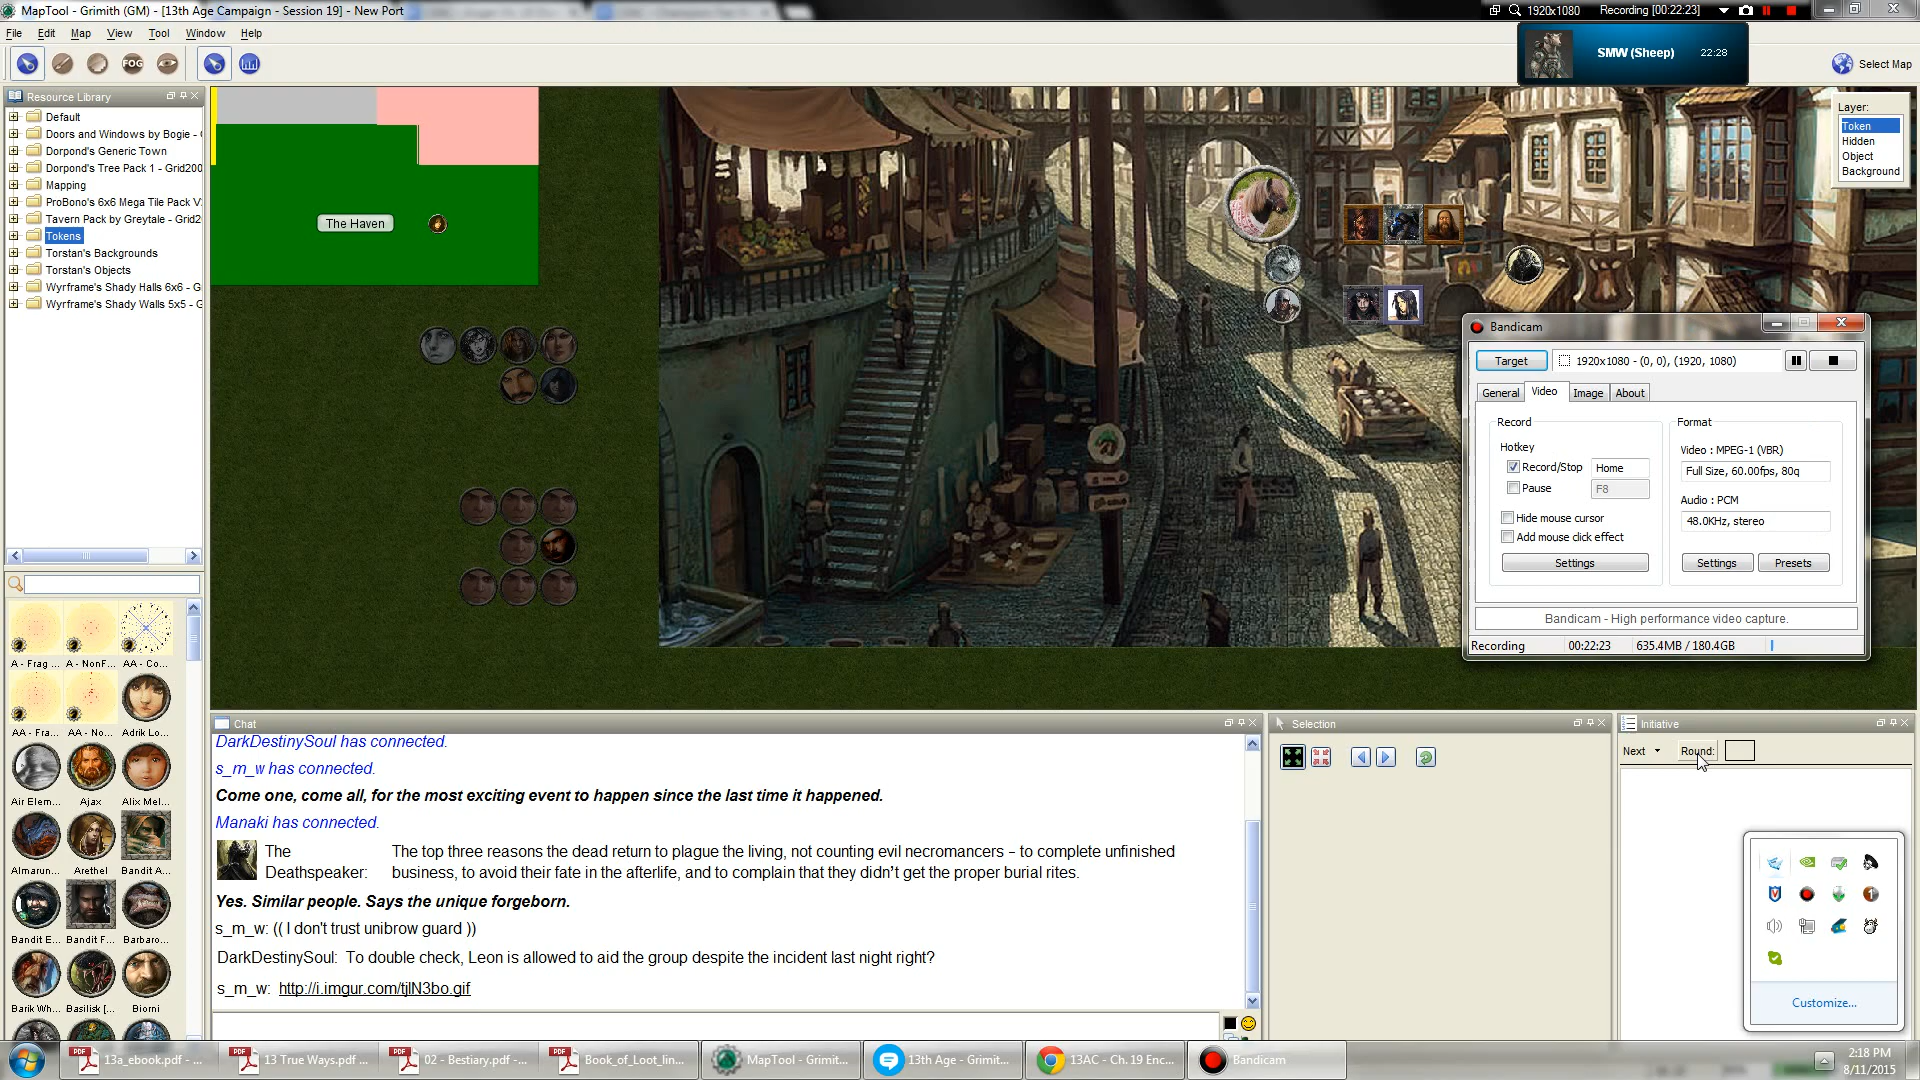 MapTool - Grimith (GM) - [13th Age Campaign - Session 19] - New Port
1920x1080
Recording [00:22:23]
File Edit Map View Tool Window Help
FOG
SMW (Sheep) 22:28
Select Map
Resource Library
Default
Doors and Windows by Bogie -
Dorpond's Generic Town
Dorpond's Tree Pack 1 - Grid200
Mapping
ProBono's 6x6 Mega Tile Pack V
Tavern Pack by Greytale - Grid2
Tokens
Torstan's Backgrounds
Torstan's Objects
Wyrframe's Shady Halls 6x6 -
Wyrframe's Shady Walls 5x5 -
The Haven
Layer:
Token
Hidden
Object
Background
Bandicam
Target
1920x1080 - (0, 0), (1920, 1080)
General Video Image About
Record
Hotkey
Record/Stop Home
Pause F8
Hide mouse cursor
Add mouse click effect
Settings
Format
Video : MPEG-1 (VBR)
Full Size, 60.00fps, 80q
Audio : PCM
48.0KHz, stereo
Settings Presets
Bandicam - High performance video capture.
Recording 00:22:23 635.4MB / 180.4GB
A - Frag ... A - NonF... AA - Co...
AA - Fra... AA - No... Adrik Lo...
Air Elem... Ajax Alix Mel...
Almarun... Arethel Bandit A...
Bandit E... Bandit F... Barbaro...
Barik Wh... Basilisk [... Biorni
Chat
DarkDestinySoul has connected.
s_m_w has connected.
Come one, come all, for the most exciting event to happen since the last time it happened.
Manaki has connected.
The Deathspeaker: The top three reasons the dead return to plague the living, not counting evil necromancers – to complete unfinished
business, to avoid their fate in the afterlife, and to complain that they didn't get the proper burial rites.
Yes. Similar people. Says the unique forgeborn.
s_m_w: (( I don't trust unibrow guard ))
DarkDestinySoul: To double check, Leon is allowed to aid the group despite the incident last night right?
s_m_w: http://i.imgur.com/tjlN3bo.gif
Selection
Initiative
Next Round:
Customize...
13a_ebook.pdf - ...
13 True Ways.pdf ...
02 - Bestiary.pdf -...
Book_of_Loot_lin...
MapTool - Grimit...
13th Age - Grimit...
13AC - Ch. 19 Enc...
Bandicam
2:18 PM
8/11/2015